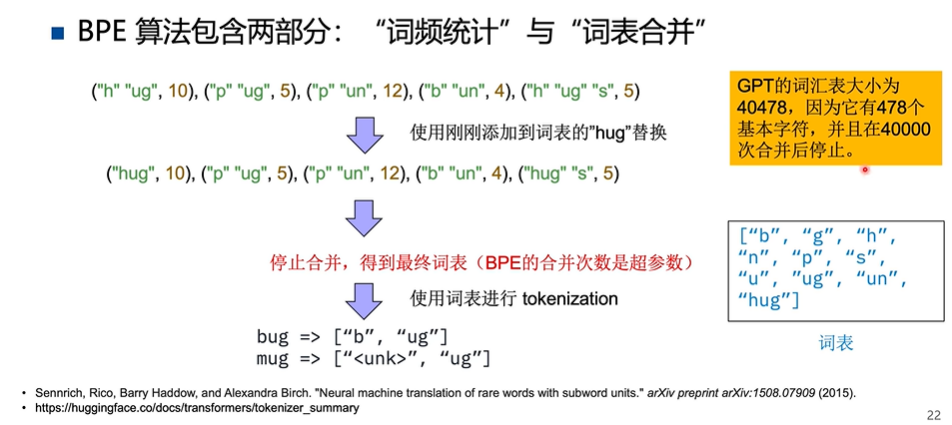 BPE 算法包含两部分：“词频统计”与“词表合并”
("h" "ug", 10), ("p" "ug", 5), ("p" "un", 12), ("b" "un", 4), ("h" "ug" "s", 5)
使用刚刚添加到词表的”hug”替换
("hug", 10), ("p" "ug", 5), ("p" "un", 12), ("b" "un", 4), ("hug" "s", 5)
停止合并，得到最终词表（BPE的合并次数是超参数）
使用词表进行 tokenization
bug => [“b”, “ug”]
mug => [“<unk>”, “ug”]
GPT的词汇表大小为
40478，因为它有478个
基本字符，并且在40000
次合并后停止。
[“b”, “g”, “h”,
“n”, “p”, “s”,
“u”, ”ug”, “un”,
“hug”]
词表
• Sennrich, Rico, Barry Haddow, and Alexandra Birch. "Neural machine translation of rare words with subword units." arXiv preprint arXiv:1508.07909 (2015).
• https://huggingface.co/docs/transformers/tokenizer_summary
22